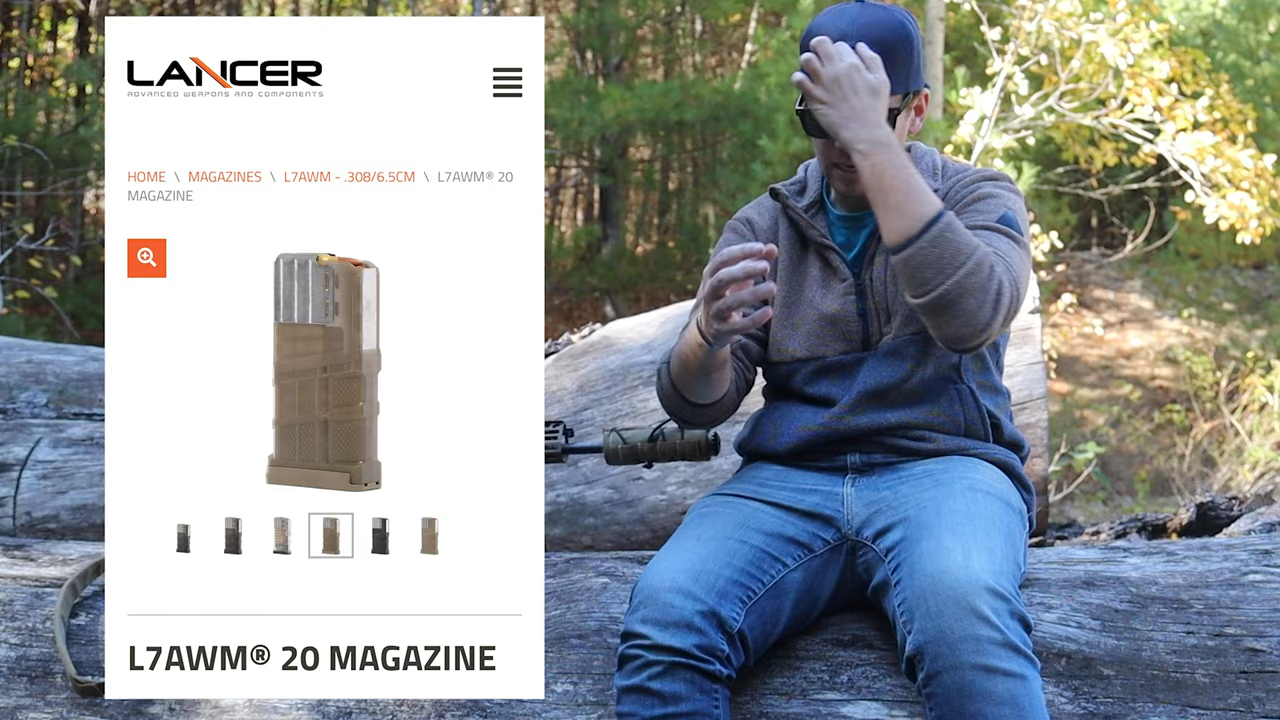 LANCER
ADVANCED WEAPONS AND COMPONENTS
HOME \ MAGAZINES \ L7AWM - .308/6.5CM \ L7AWM® 20
MAGAZINE
L7AWM® 20 MAGAZINE